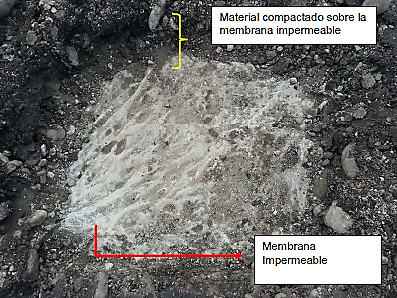 Material compactado sobre la
membrana impermeable
Membrana
Impermeable